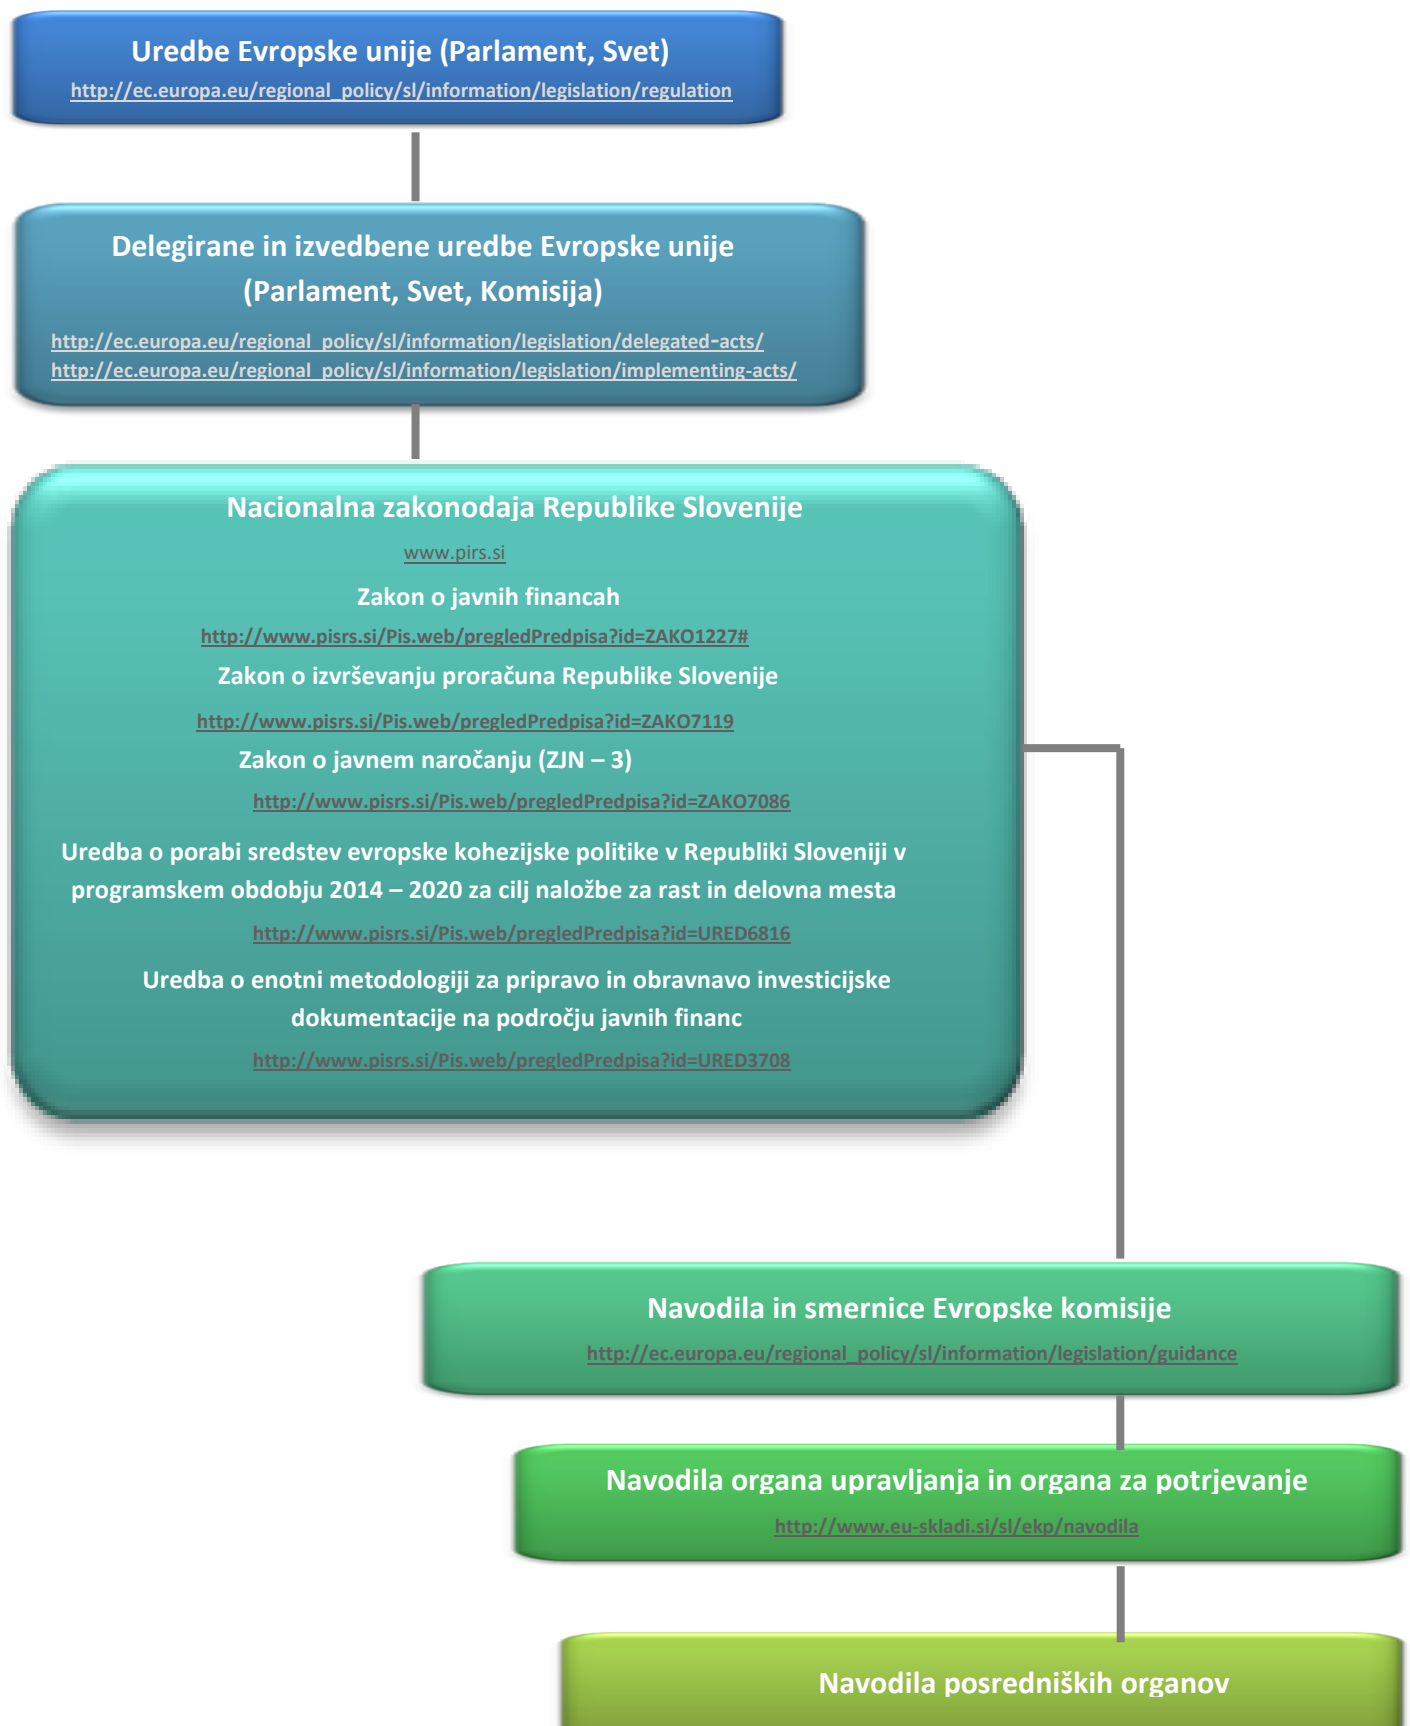 Uredbe Evropske unije (Parlament, Svet)
http://ec.europa.eu/regional_policy/sl/information/legislation/regulation
Delegirane in izvedbene uredbe Evropske unije
(Parlament, Svet, Komisija)
http://ec.europa.eu/regional_policy/sl/information/legislation/delegated-acts/
http://ec.europa.eu/regional_policy/sl/information/legislation/implementing-acts/
Nacionalna zakonodaja Republike Slovenije
www.pirs.si
Zakon o javnih financah
http://www.pisrs.si/Pis.web/pregledPredpisa?id=ZAKO1227#
Zakon o izvrševanju proračuna Republike Slovenije
http://www.pisrs.si/Pis.web/pregledPredpisa?id=ZAKO7119
Zakon o javnem naročanju (ZJN – 3)
http://www.pisrs.si/Pis.web/pregledPredpisa?id=ZAKO7086
Uredba o porabi sredstev evropske kohezijske politike v Republiki Sloveniji v
programskem obdobju 2014 – 2020 za cilj naložbe za rast in delovna mesta
http://www.pisrs.si/Pis.web/pregledPredpisa?id=URED6816
Uredba o enotni metodologiji za pripravo in obravnavo investicijske
dokumentacije na področju javnih financ
http://www.pisrs.si/Pis.web/pregledPredpisa?id=URED3708
Navodila in smernice Evropske komisije
http://ec.europa.eu/regional_policy/sl/information/legislation/guidance
Navodila organa upravljanja in organa za potrjevanje
http://www.eu-skladi.si/sl/ekp/navodila
Navodila posredniških organov